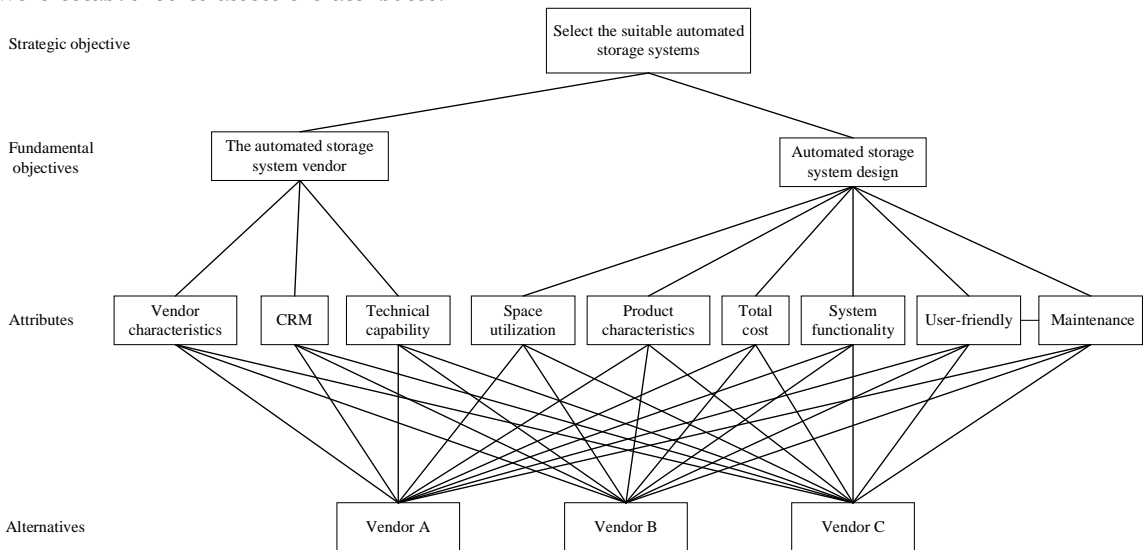 Select the suitable automated
storage systems
Strategic objective
Fundamental
objectives
The automated storage
system vendor
Automated storage
system design
Attributes
Vendor
characteristics
CRM
Technical
capability
Space
utilization
Product
characteristics
Total
cost
System
functionality
User-friendly
Maintenance
Alternatives
Vendor A
Vendor B
Vendor C